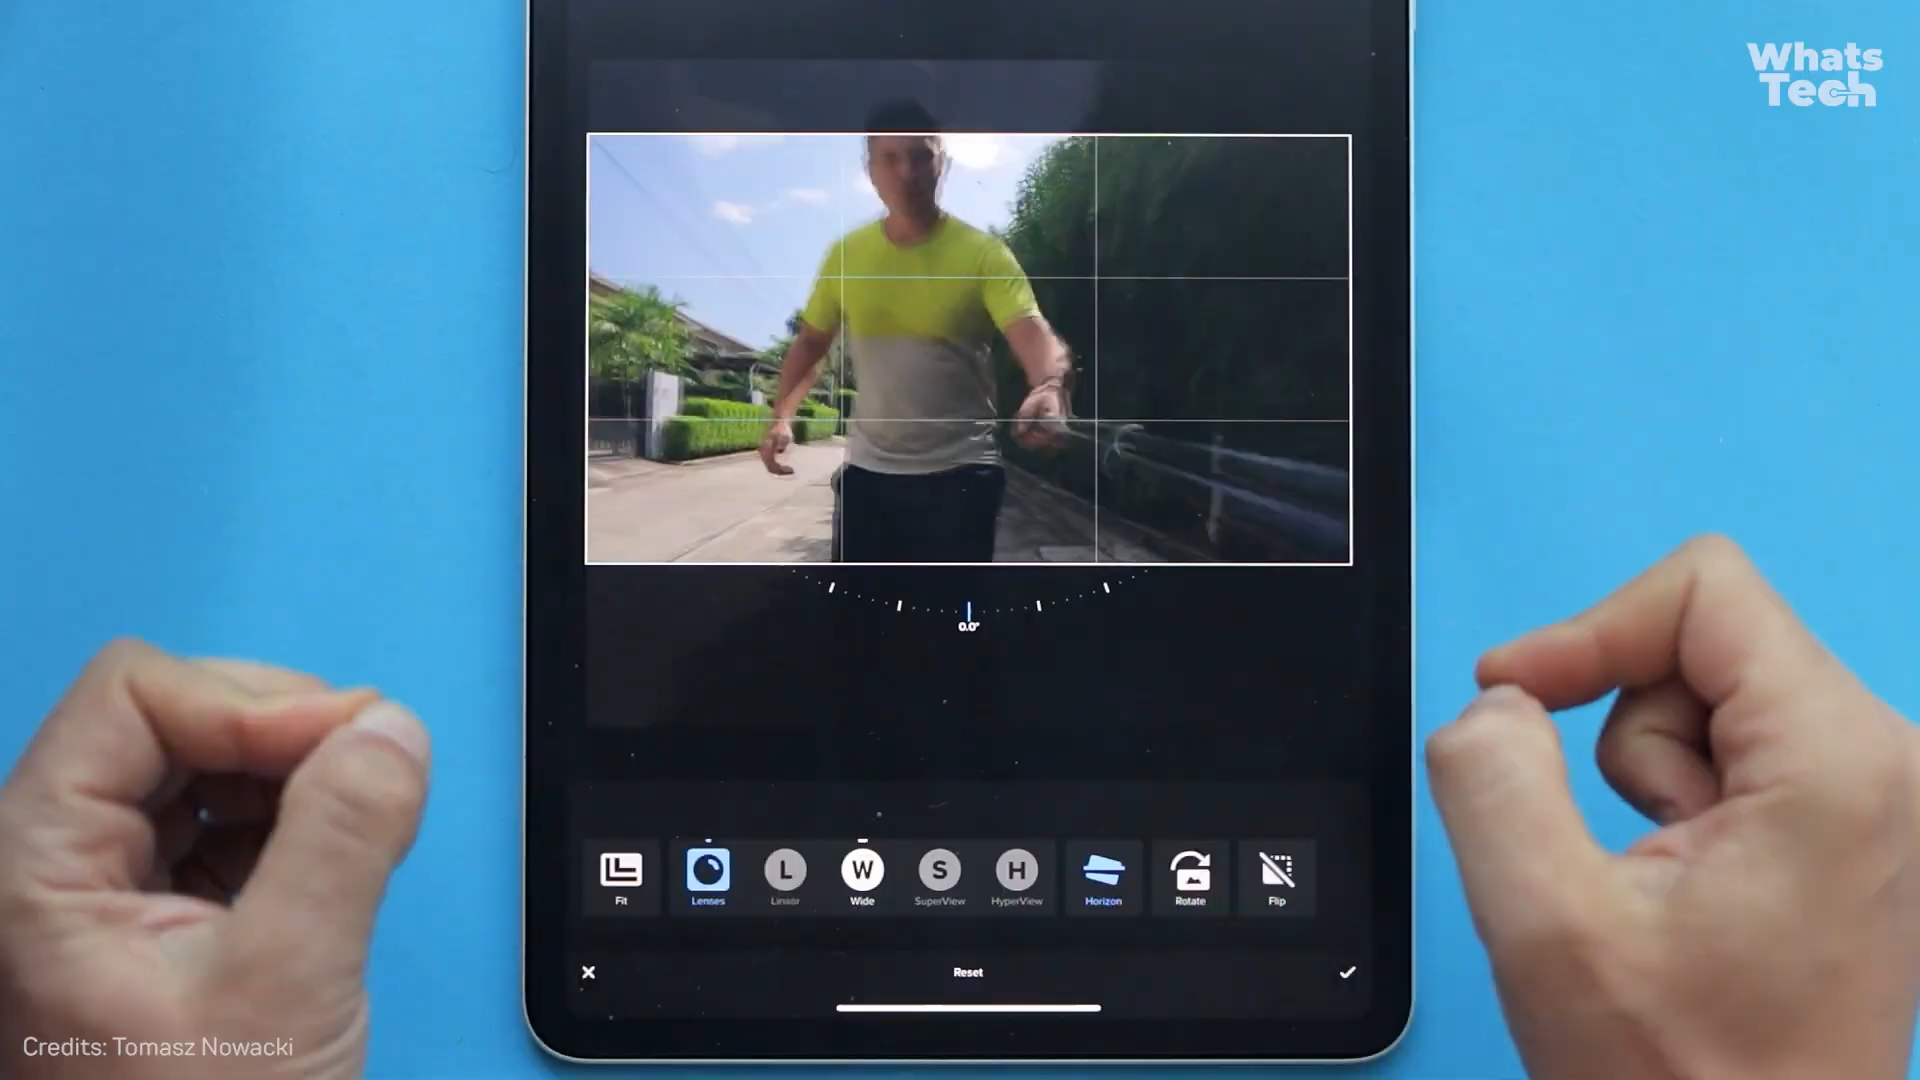 Whats
Tech
0.0°
L
W
S
H
Fit
Lenses
Linear
Wide
SuperView
HyperView
Horizon
Rotate
Flip
Reset
Credits: Tomasz Nowacki